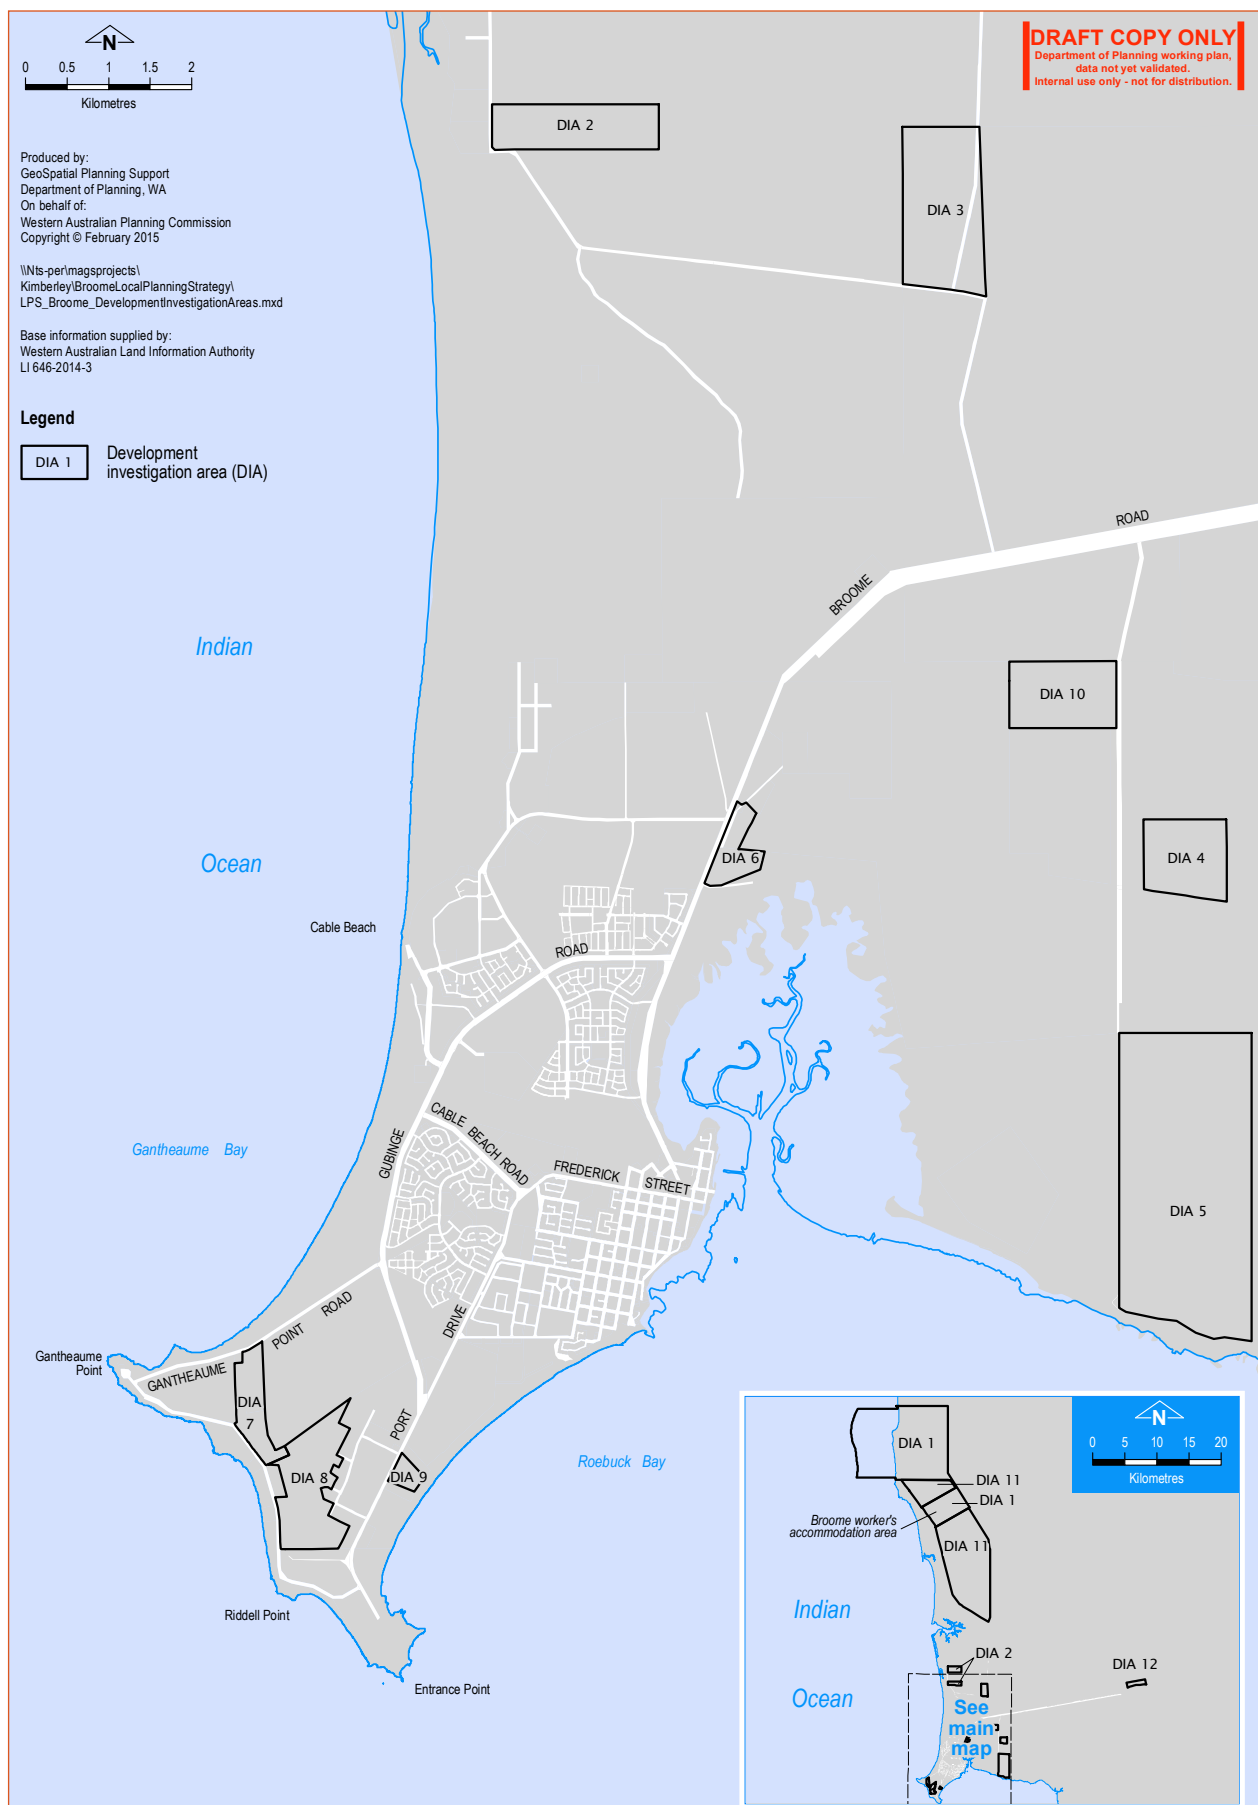 N
0 0.5 1 1.5 2
Kilometres
DRAFT COPY ONLY
Department of Planning working plan,
data not yet validated.
Internal use only - not for distribution.
Produced by:
GeoSpatial Planning Support
Department of Planning, WA
On behalf of:
Western Australian Planning Commission
Copyright © February 2015
\\Nts-per\magsprojects\
Kimberley\BroomeLocalPlanningStrategy\
LPS_Broome_DevelopmentInvestigationAreas.mxd
Base information supplied by:
Western Australian Land Information Authority
LI 646-2014-3
Legend
DIA 1
Development
investigation area (DIA)
DIA 2
DIA 3
ROAD
BROOME
Indian
Ocean
DIA 10
DIA 6
DIA 4
Cable Beach
ROAD
CABLE BEACH ROAD
GUBINGE
FREDERICK STREET
Gantheaume Bay
DIA 5
DRIVE
PORT
GANTHEAUME POINT ROAD
Gantheaume
Point
DIA
7
DIA 8
DIA 9
Roebuck Bay
Riddell Point
Entrance Point
N
0 5 10 15 20
Kilometres
DIA 1
DIA 11
DIA 1
Broome worker's
accommodation area
DIA 11
Indian
Ocean
DIA 2
DIA 12
See
main
map